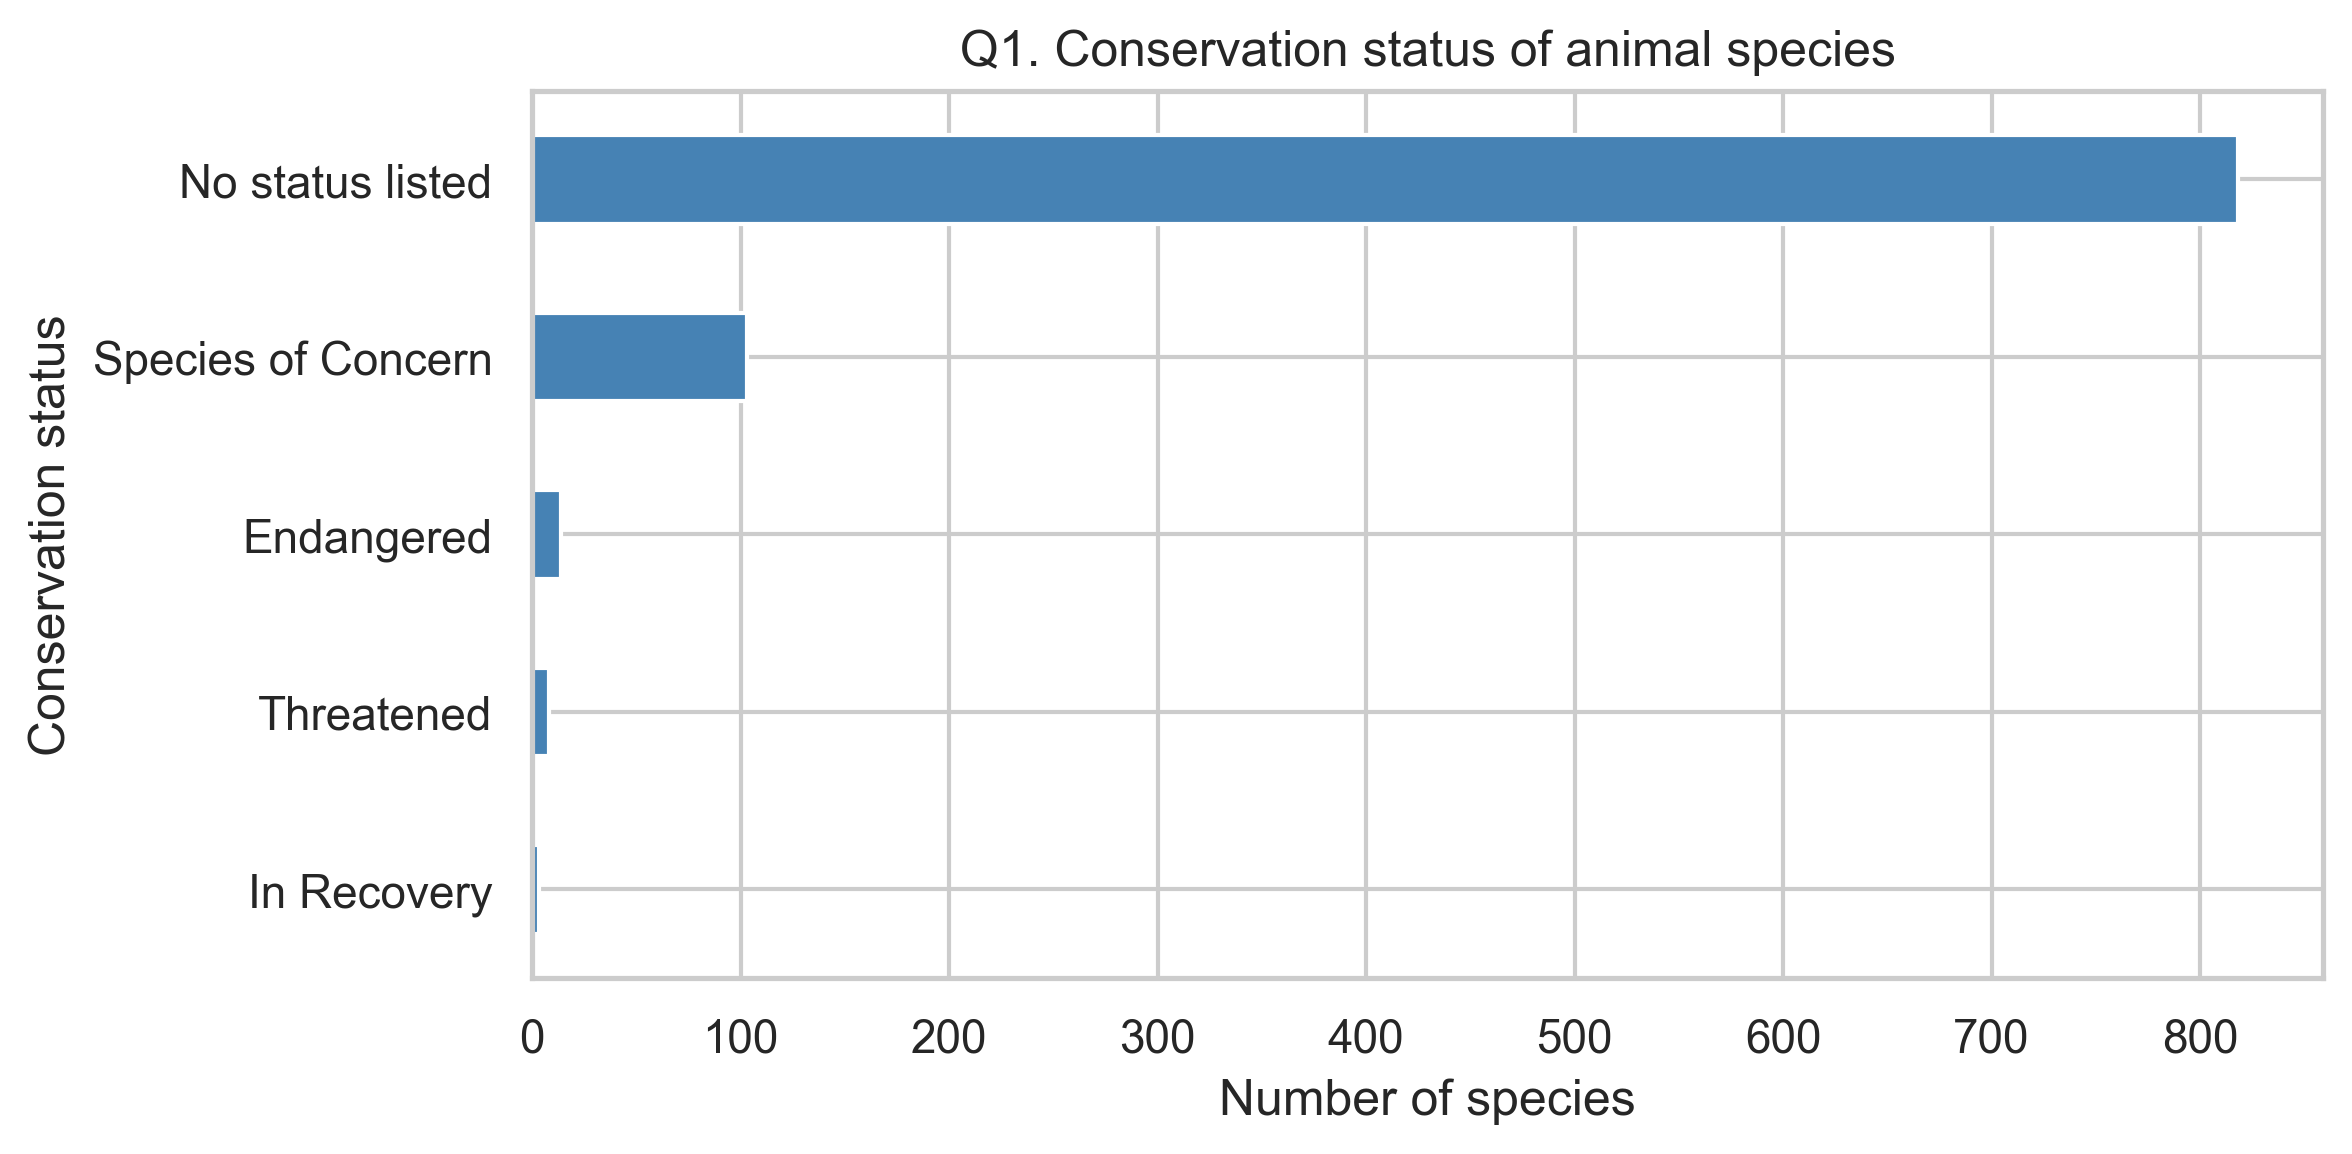 Q1. Conservation status of animal species
Conservation status
No status listed
Species of Concern
Endangered
Threatened
In Recovery
0 100 200 300 400 500 600 700 800
Number of species